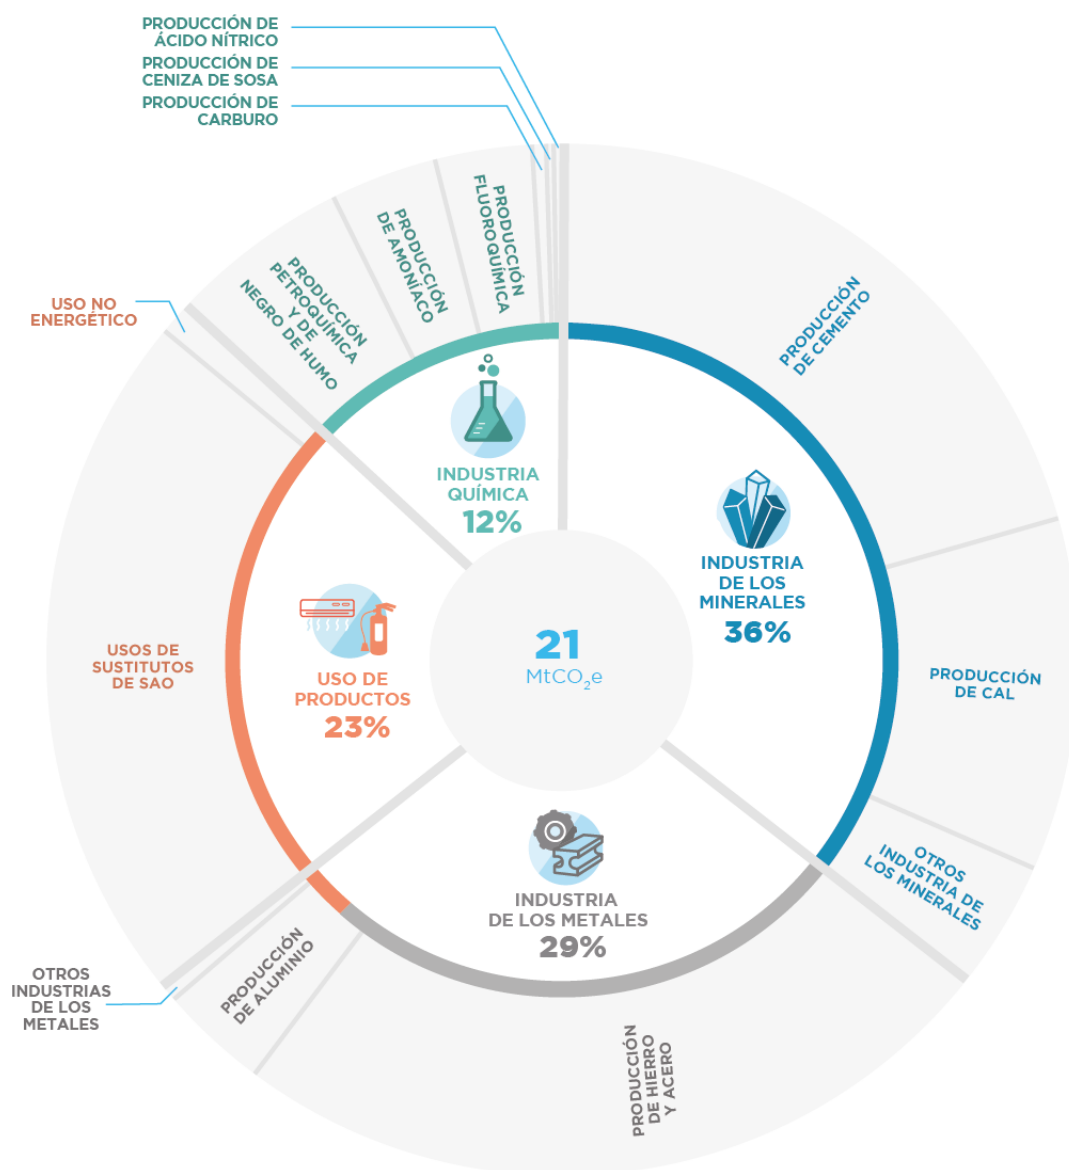 PRODUCCIÓN DE
ÁCIDO NÍTRICO
PRODUCCIÓN DE
CENIZA DE SOSA
PRODUCCIÓN DE
CARBURO
PRODUCCIÓN
FLUOROQUÍMICA
PRODUCCIÓN
DE AMONÍACO
PRODUCCIÓN
PETROQUÍMICA
Y DE
NEGRO DE HUMO
USO NO
ENERGÉTICO
PRODUCCIÓN
DE CEMENTO
INDUSTRIA
QUÍMICA
12%
INDUSTRIA
DE LOS
MINERALES
36%
USOS DE
SUSTITUTOS
DE SAO
USO DE
PRODUCTOS
23%
21
MtCO₂e
PRODUCCIÓN
DE CAL
OTROS
INDUSTRIA DE
LOS MINERALES
INDUSTRIA
DE LOS METALES
29%
PRODUCCIÓN
DE ALUMINIO
OTROS
INDUSTRIAS
DE LOS
METALES
PRODUCCIÓN
DE HIERRO
Y ACERO